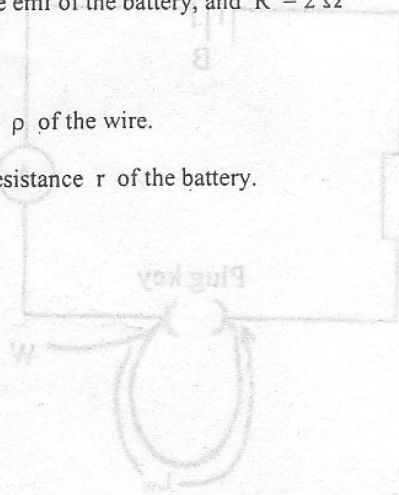 e emf of the battery, and R = 2 Ω
B
ρ of the wire.
esistance r of the battery.
Plug key
W